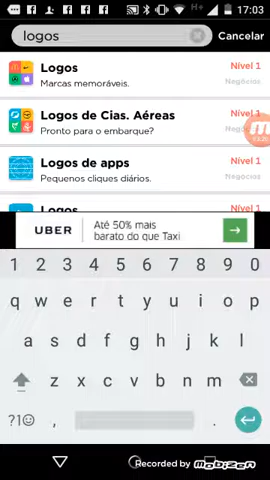 17:03
logos
Cancelar
Logos
Nível 1
Marcas memoráveis.
Negócios
Logos de Cias. Aéreas
Nível 1
Pronto para o embarque?
Logos de apps
Nível 1
Pequenos cliques diários.
Negócios
Logos
Nível 1
UBER
Até 50% mais
barato do que Taxi
1 2 3 4 5 6 7 8 9 0
q w e r t y u i o p
a s d f g h j k l
z x c v b n m
?1☺ , .
Recorded by mobizen